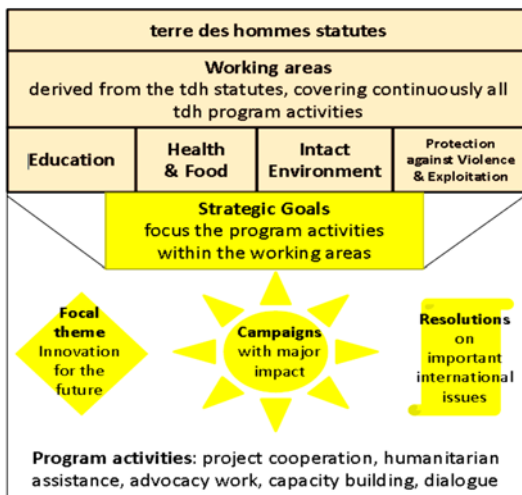 terre des hommes statutes
Working areas
derived from the tdh statutes, covering continuously all
tdh program activities
Education
Health
& Food
Intact
Environment
Protection
against Violence
& Exploitation
Strategic Goals
focus the program activities
within the working areas
Focal
theme
Innovation
for the
future
Campaigns
with major
impact
Resolutions
on
important
international
issues
Program activities: project cooperation, humanitarian
assistance, advocacy work, capacity building, dialogue